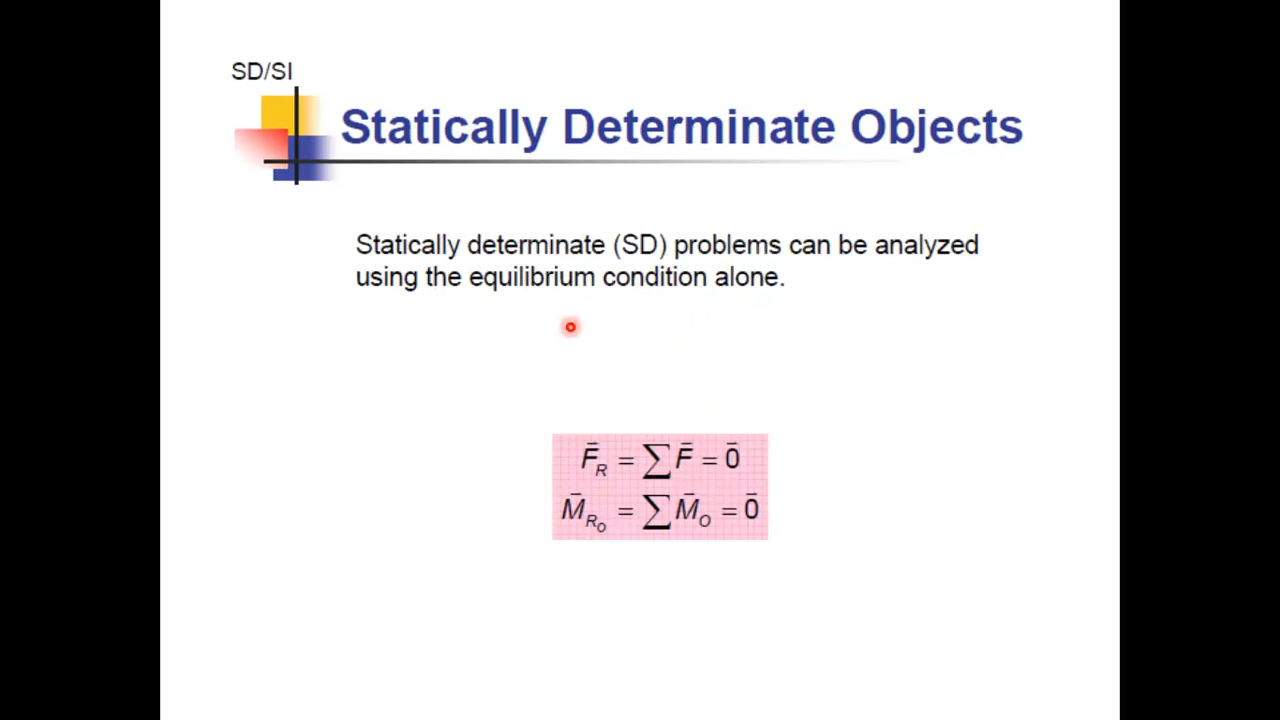 SD/SI
Statically Determinate Objects
Statically determinate (SD) problems can be analyzed
using the equilibrium condition alone.
F̄_R = ∑ F̄ = 0̄
M̄_{R_O} = ∑ M̄_O = 0̄